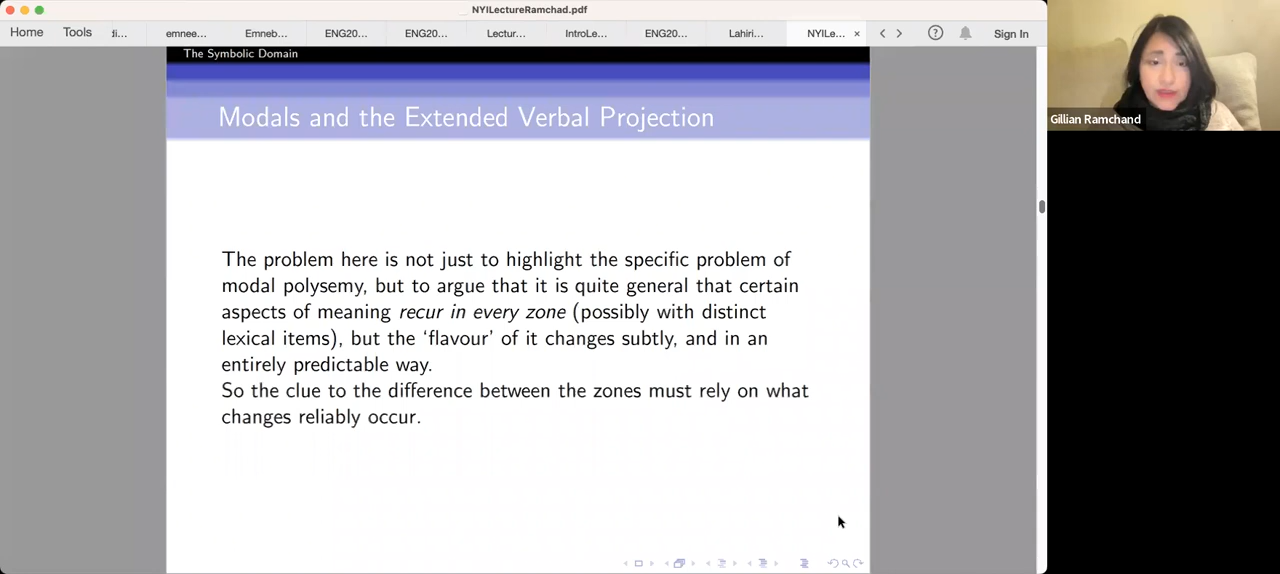 NYILectureRamchad.pdf
Home
Tools
di...
emnee...
Emneb...
ENG20...
ENG20...
Lectur...
IntroLe...
ENG20...
Lahiri...
NYILe...
Sign In
The Symbolic Domain
Modals and the Extended Verbal Projection
Gillian Ramchand
The problem here is not just to highlight the specific problem of
modal polysemy, but to argue that it is quite general that certain
aspects of meaning recur in every zone (possibly with distinct
lexical items), but the ‘flavour’ of it changes subtly, and in an
entirely predictable way.
So the clue to the difference between the zones must rely on what
changes reliably occur.